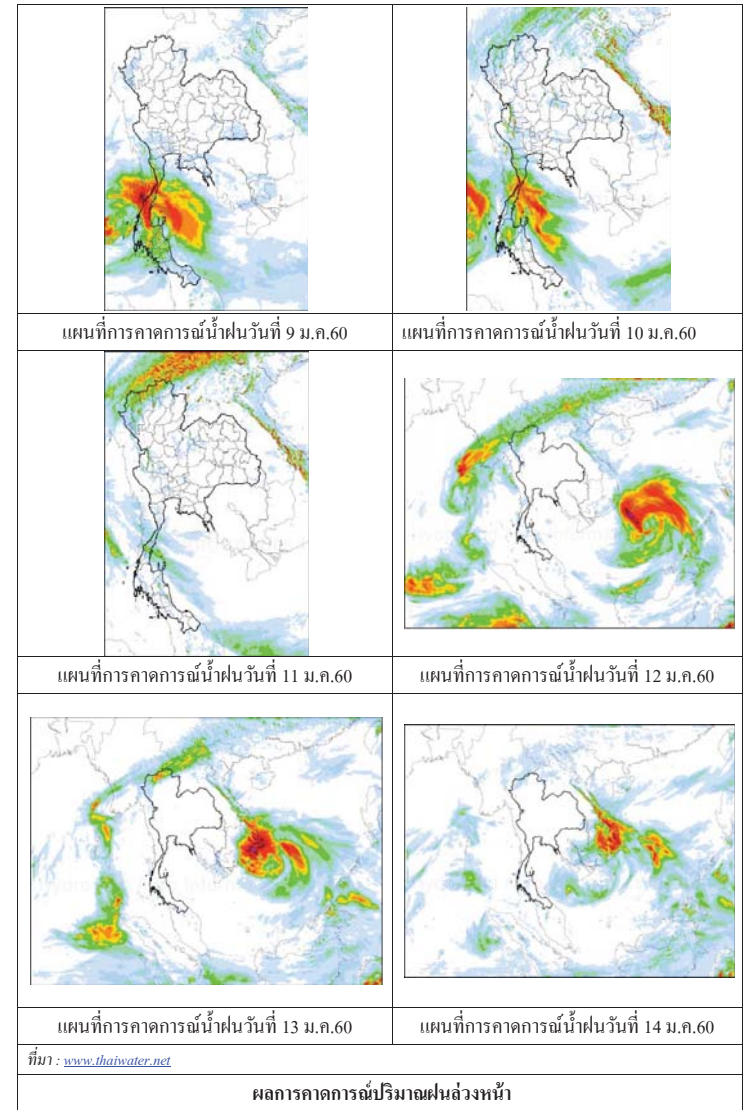 แผนที่การคาดการณ์น้ำฝนวันที่ 9 ม.ค.60
แผนที่การคาดการณ์น้ำฝนวันที่ 10 ม.ค.60
แผนที่การคาดการณ์น้ำฝนวันที่ 11 ม.ค.60
แผนที่การคาดการณ์น้ำฝนวันที่ 12 ม.ค.60
แผนที่การคาดการณ์น้ำฝนวันที่ 13 ม.ค.60
แผนที่การคาดการณ์น้ำฝนวันที่ 14 ม.ค.60
ที่มา : www.thaiwater.net
ผลการคาดการณ์ปริมาณฝนล่วงหน้า